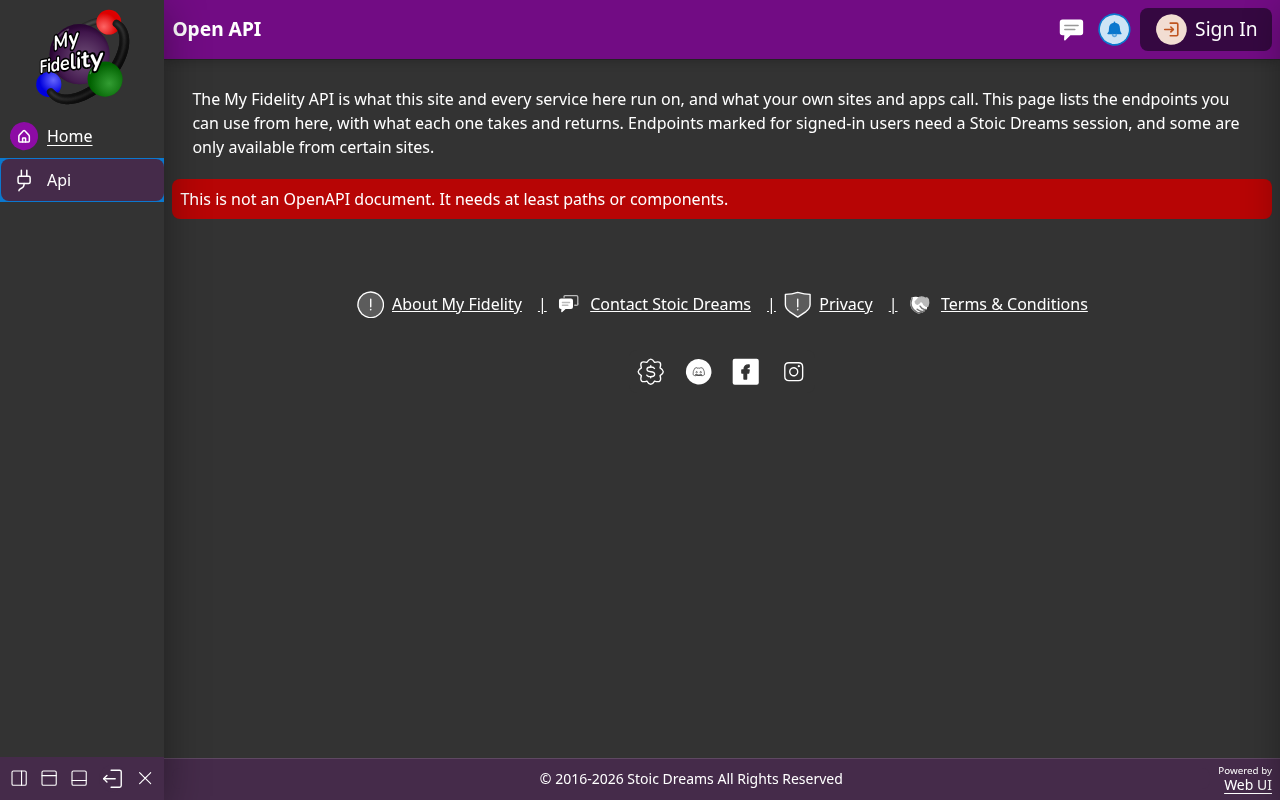 My
Fidelity
Open API
Sign In
Home
Api
The My Fidelity API is what this site and every service here run on, and what your own sites and apps call. This page lists the endpoints you
can use from here, with what each one takes and returns. Endpoints marked for signed-in users need a Stoic Dreams session, and some are
only available from certain sites.
This is not an OpenAPI document. It needs at least paths or components.
About My Fidelity | Contact Stoic Dreams | Privacy | Terms & Conditions
© 2016-2026 Stoic Dreams All Rights Reserved
Powered by
Web UI